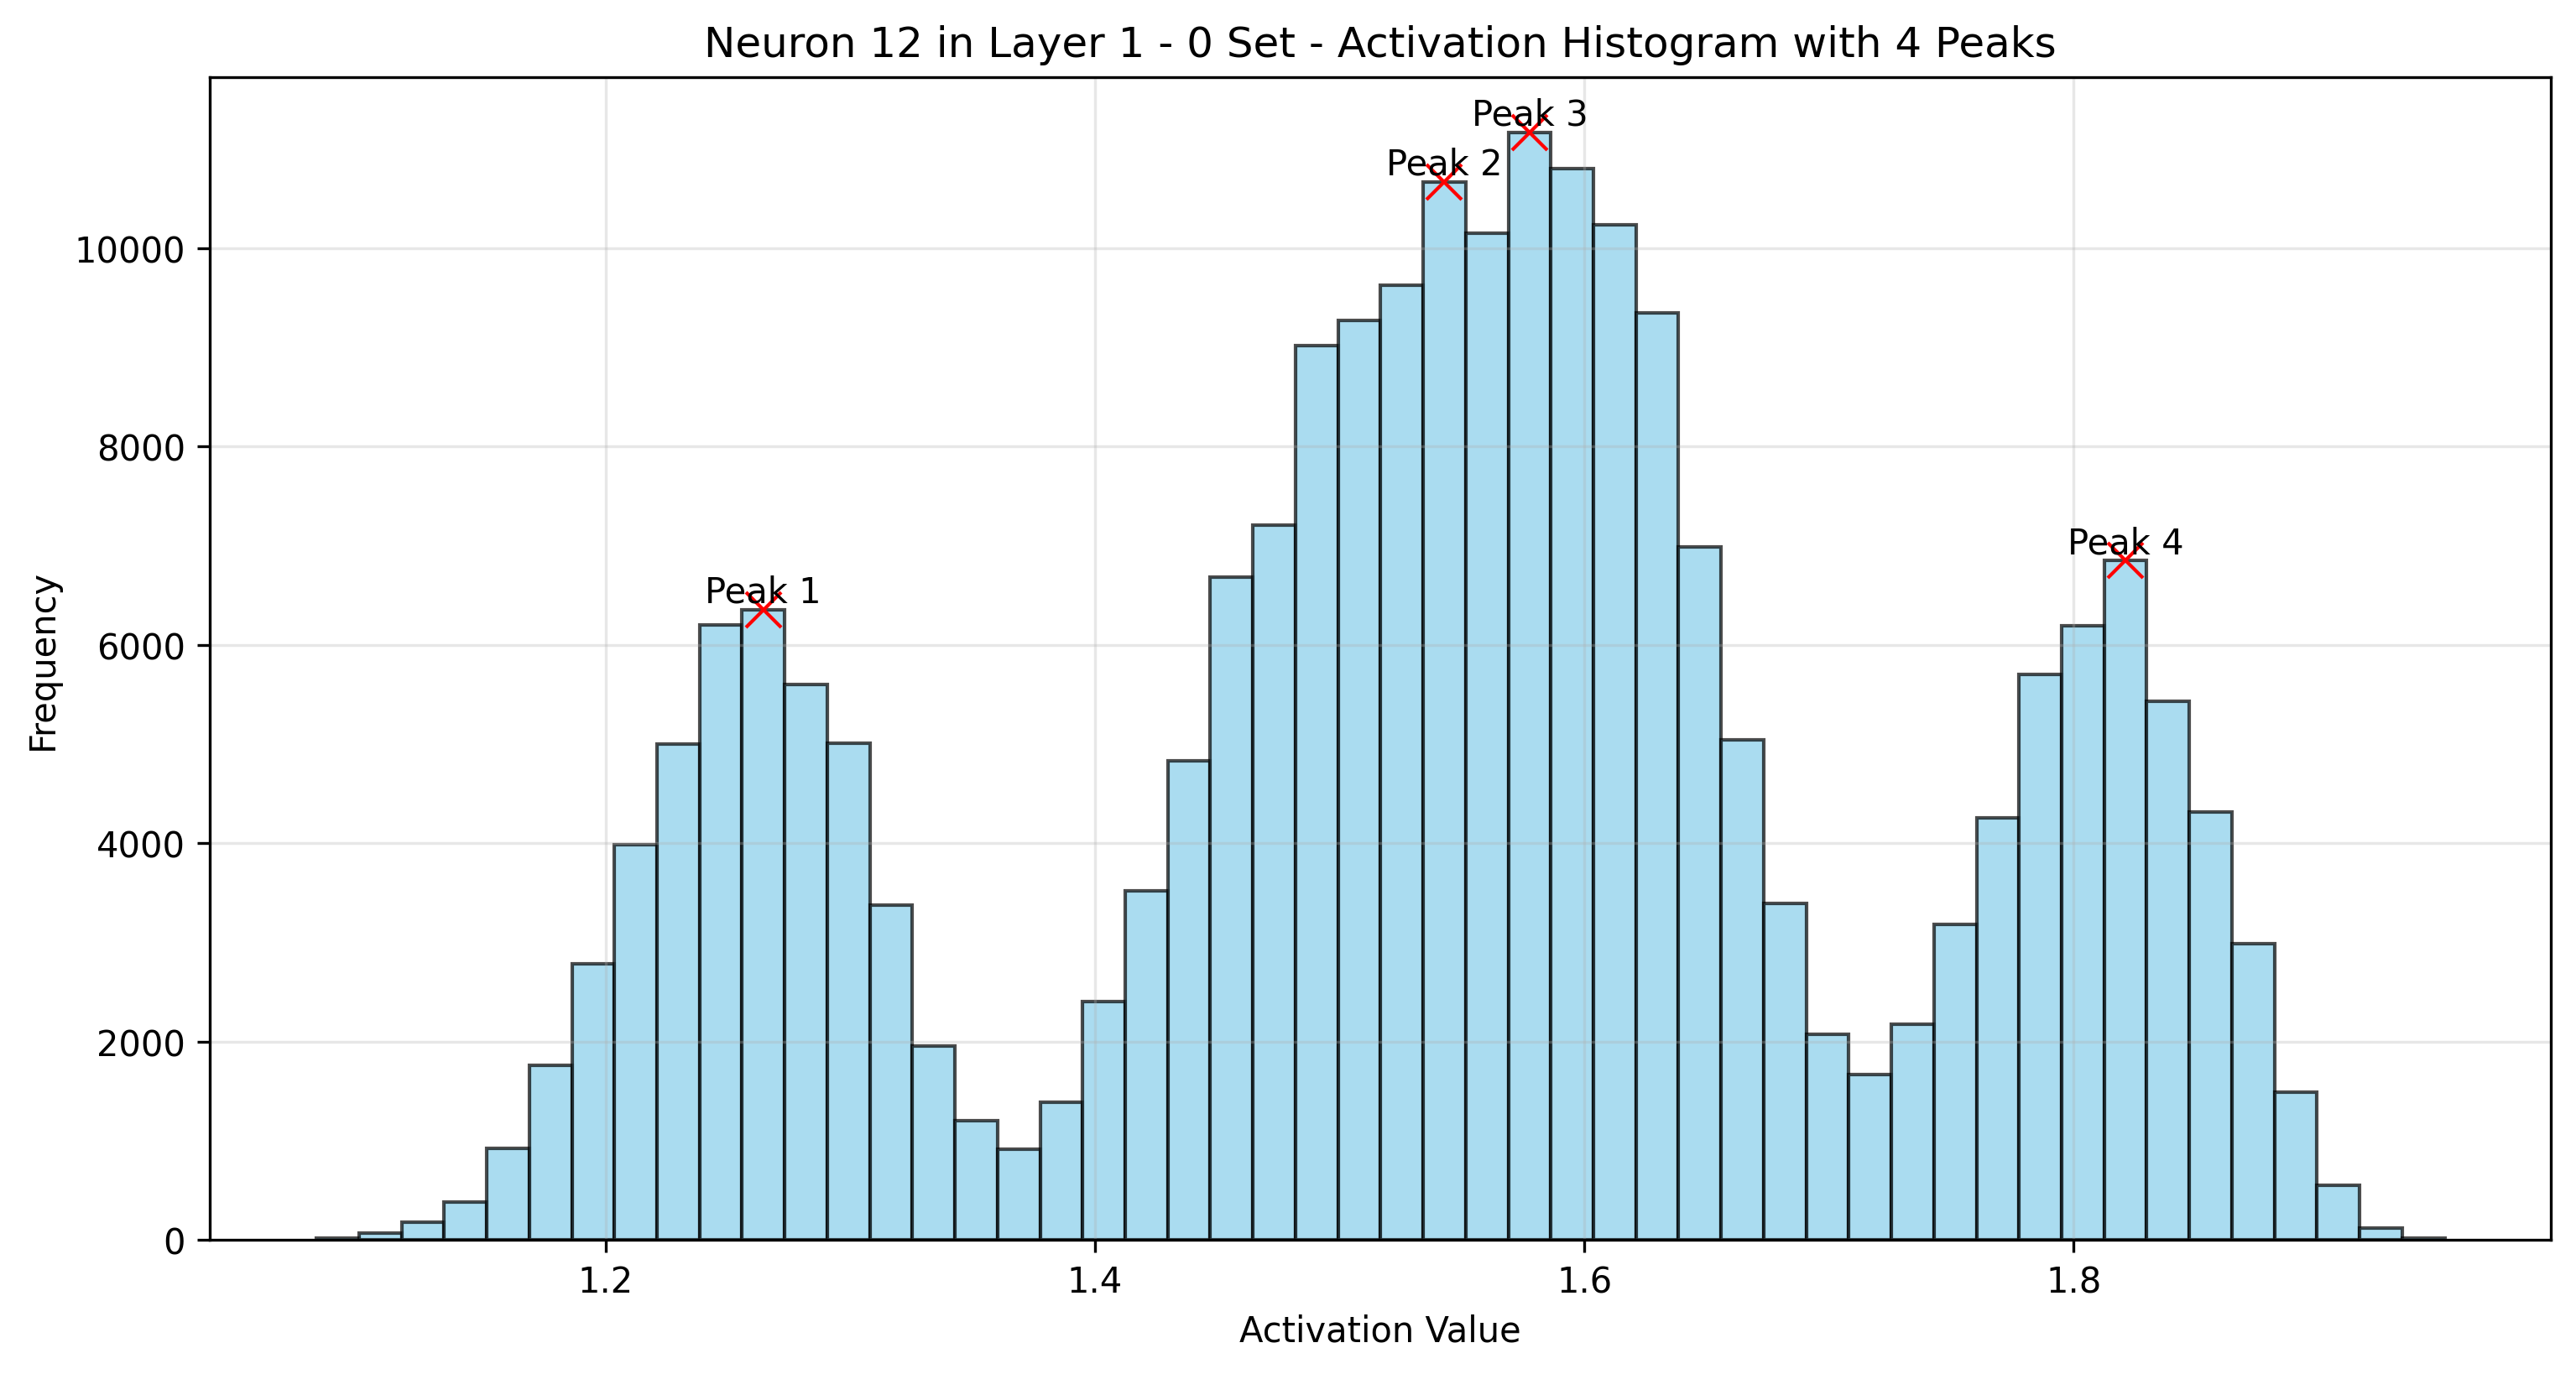 Neuron 12 in Layer 1 - 0 Set - Activation Histogram with 4 Peaks
Peak 3
Peak 2
Peak 4
Peak 1
10000
8000
6000
4000
2000
0
Frequency
1.2
1.4
1.6
1.8
Activation Value